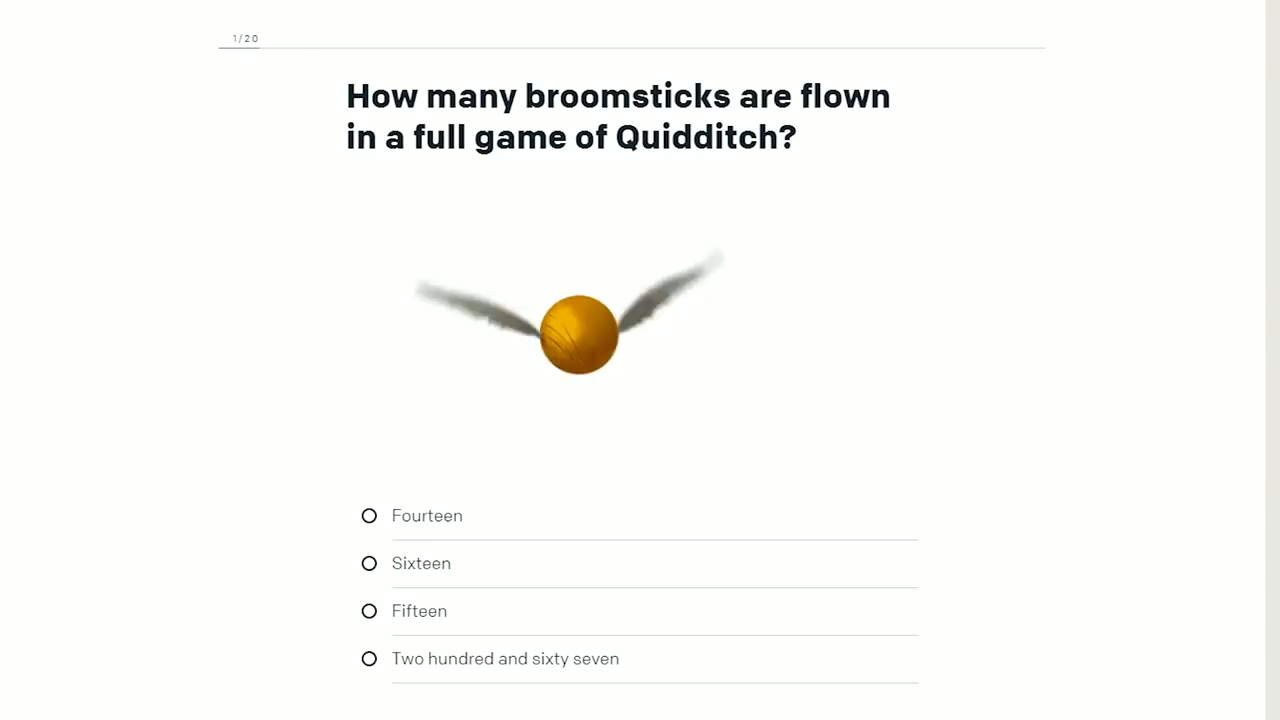 1/20
How many broomsticks are flown
in a full game of Quidditch?
Fourteen
Sixteen
Fifteen
Two hundred and sixty seven